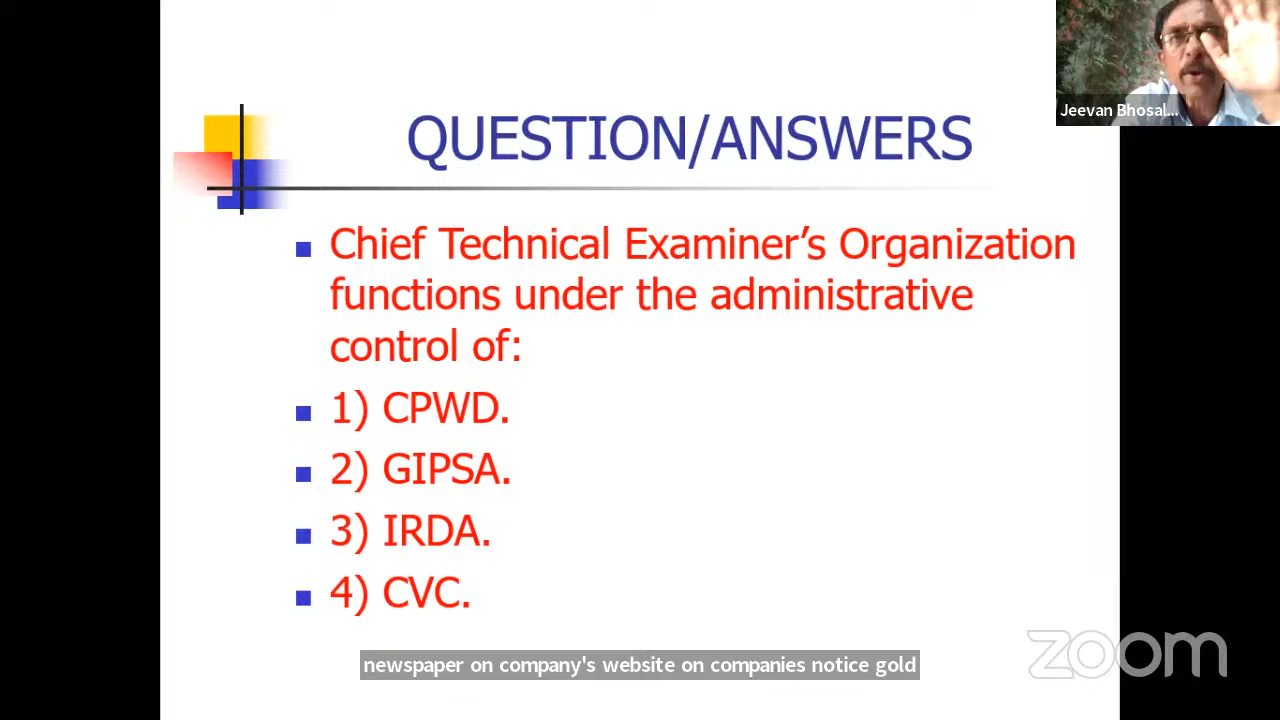 Jeevan Bhosal...
QUESTION/ANSWERS
Chief Technical Examiner’s Organization
functions under the administrative
control of:
1) CPWD.
2) GIPSA.
3) IRDA.
4) CVC.
zoom
newspaper on company's website on companies notice gold